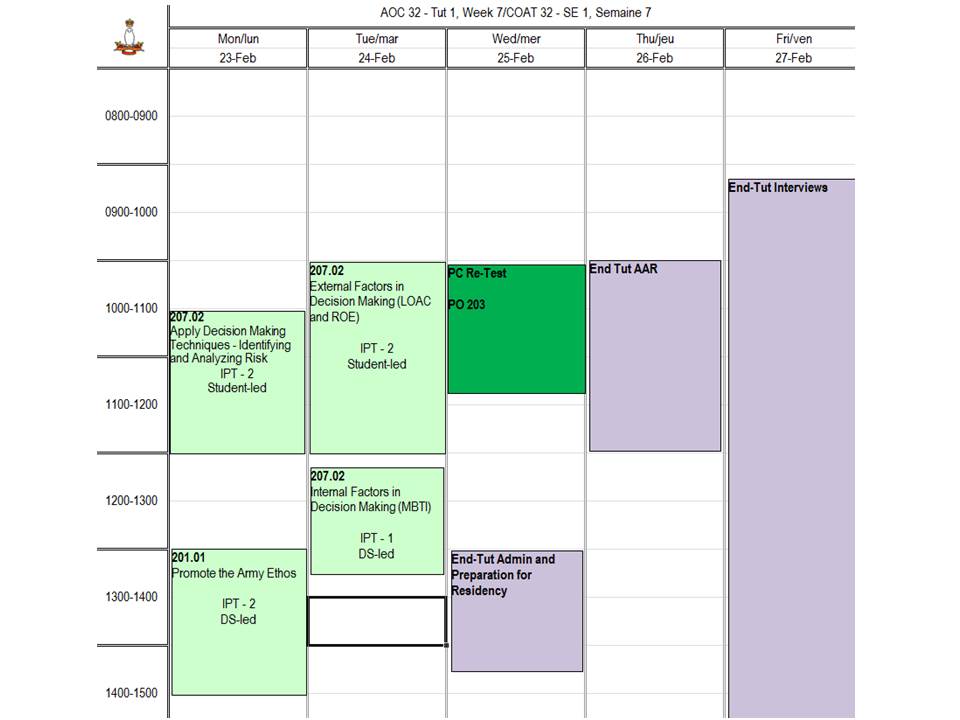 AOC 32 - Tut 1, Week 7/COAT 32 - SE 1, Semaine 7
Mon/lun
Tue/mar
Wed/mer
Thu/jeu
Fri/ven
23-Feb
24-Feb
25-Feb
26-Feb
27-Feb
0800-0900
0900-1000
1000-1100
1100-1200
1200-1300
1300-1400
1400-1500
207.02
Apply Decision Making
Techniques - Identifying
and Analyzing Risk
IPT - 2
Student-led
201.01
Promote the Army Ethos
IPT - 2
DS-led
207.02
External Factors in
Decision Making (LOAC
and ROE)
IPT - 2
Student-led
207.02
Internal Factors in
Decision Making (MBTI)
IPT - 1
DS-led
PC Re-Test
PO 203
End-Tut Admin and
Preparation for
Residency
End Tut AAR
End-Tut Interviews